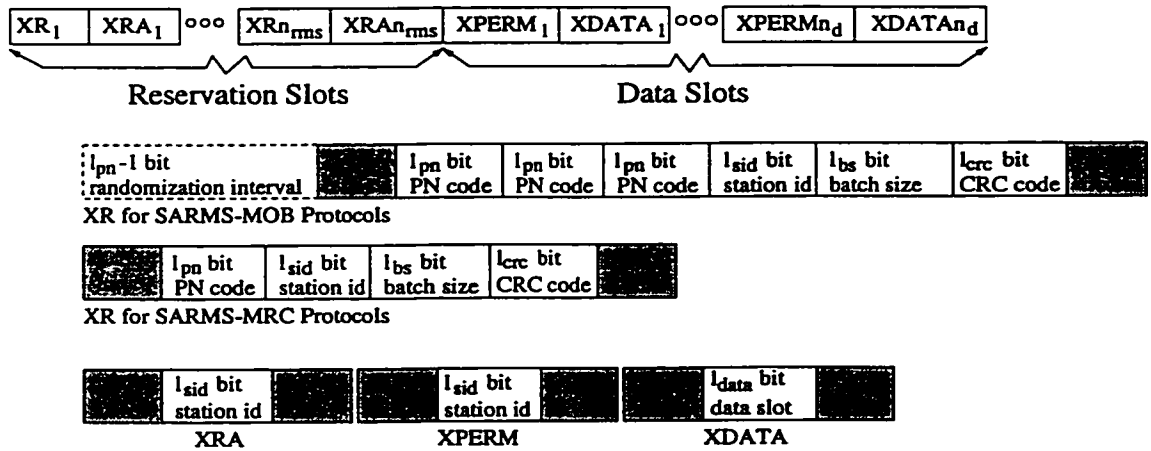 XR1 XRA1 ooo XRnrms XRAnrms XPERM1 XDATA1 ooo XPERMnd XDATAnd
Reservation Slots Data Slots
lpn-1 bit lpn bit lpn bit lpn bit lsid bit lbs bit lcrc bit
randomization interval PN code PN code PN code station id batch size CRC code
XR for SARMS-MOB Protocols
lpn bit lsid bit lbs bit lcrc bit
PN code station id batch size CRC code
XR for SARMS-MRC Protocols
lsid bit lsid bit ldata bit
station id station id data slot
XRA XPERM XDATA